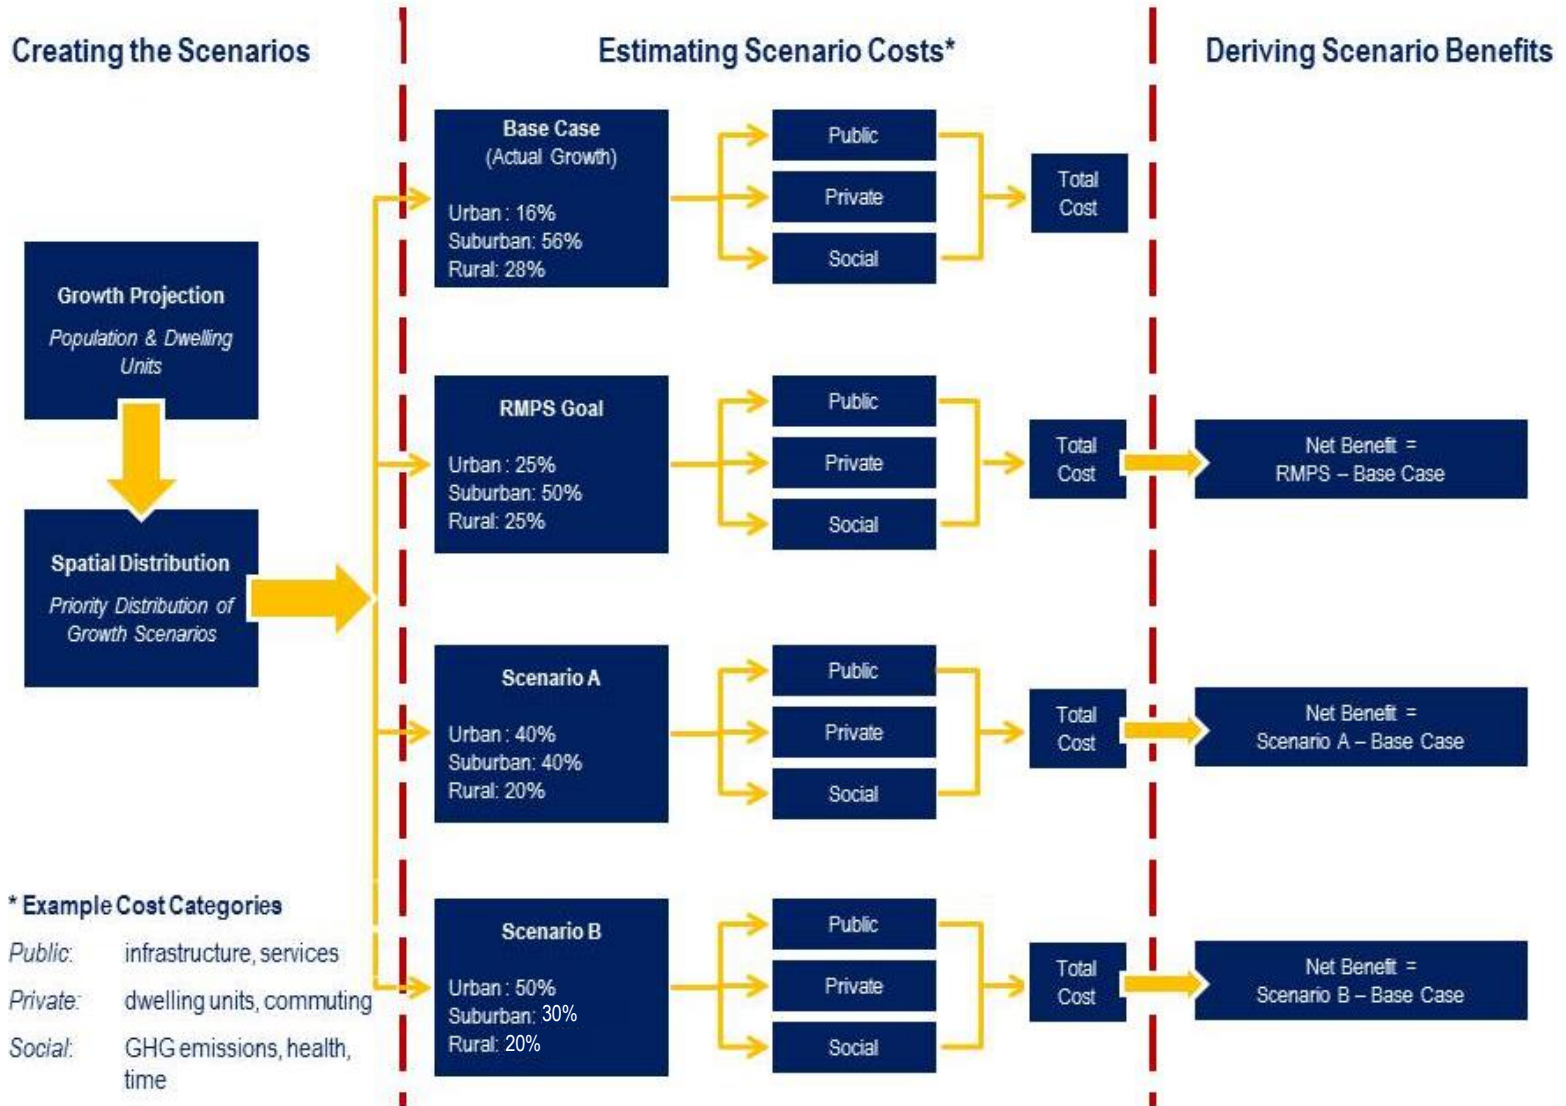 Creating the Scenarios
Estimating Scenario Costs*
Deriving Scenario Benefits
Growth Projection
Population & Dwelling
Units
Spatial Distribution
Priority Distribution of
Growth Scenarios
Base Case
(Actual Growth)
Urban : 16%
Suburban: 56%
Rural: 28%
Public
Private
Social
Total
Cost
RMPS Goal
Urban : 25%
Suburban: 50%
Rural: 25%
Public
Private
Social
Total
Cost
Net Benefit =
RMPS – Base Case
Scenario A
Urban : 40%
Suburban: 40%
Rural: 20%
Public
Private
Social
Total
Cost
Net Benefit =
Scenario A – Base Case
Scenario B
Urban : 50%
Suburban: 30%
Rural: 20%
Public
Private
Social
Total
Cost
Net Benefit =
Scenario B – Base Case
* Example Cost Categories
Public: infrastructure, services
Private: dwelling units, commuting
Social: GHG emissions, health,
time